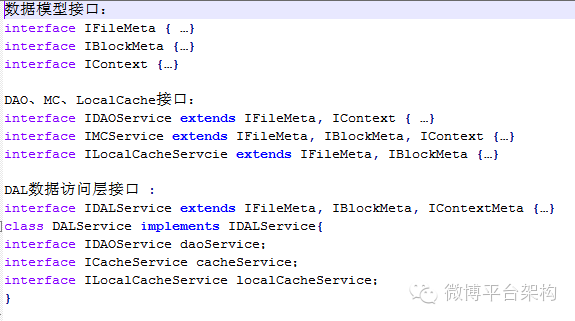 数据模型接口:
interface IFileMeta { …}
interface IBlockMeta {…}
interface IContext {…}
DAO、MC、LocalCache接口:
interface IDAOService extends IFileMeta, IContext { …}
interface IMCService extends IFileMeta, IBlockMeta, IContext {…}
interface ILocalCacheServcie extends IFileMeta, IBlockMeta {…}
DAL数据访问层接口 :
interface IDALService extends IFileMeta, IBlockMeta, IContextMeta {…}
class DALService implements IDALService{
interface IDAOService daoService;
interface ICacheService cacheService;
interface ILocalCacheService localCacheService;
}
微博平台架构